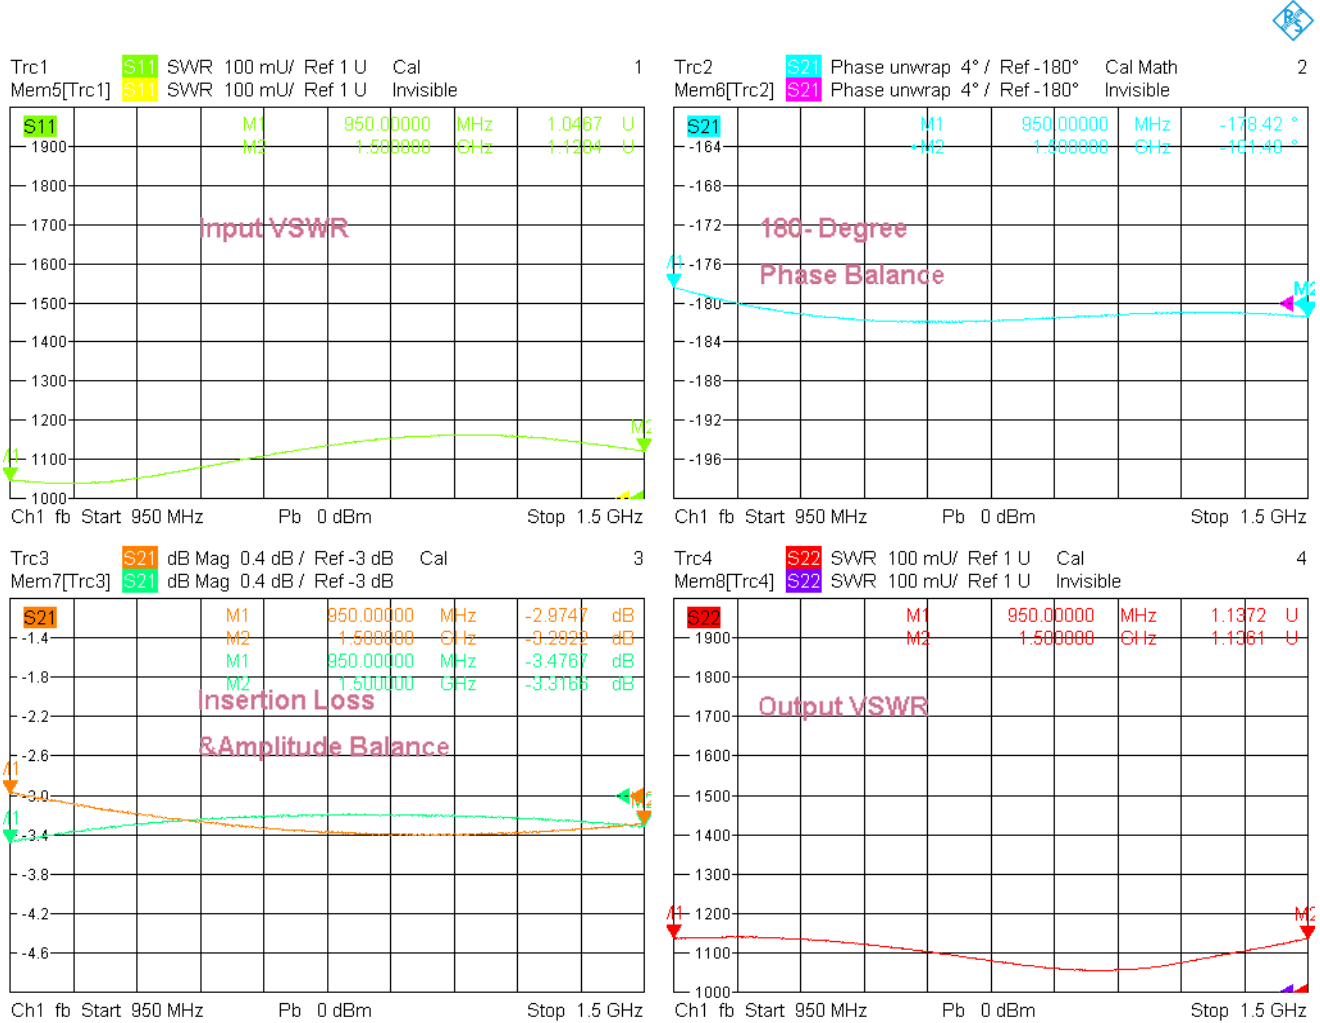 R S
Trc1 S11 SWR 100 mU/ Ref 1 U Cal 1
Mem5[Trc1] S11 SWR 100 mU/ Ref 1 U Invisible
S11 M1 950.00000 MHz 1.0467 U
1900 M2 1.500000 GHz 1.1204 U
1800
1700
Input VSWR
1600
1500
1400
1300
1200
M2
M1
1100
1000
Ch1 fb Start 950 MHz Pb 0 dBm Stop 1.5 GHz
Trc2 S21 Phase unwrap 4° / Ref -180° Cal Math 2
Mem6[Trc2] S21 Phase unwrap 4° / Ref -180° Invisible
S21 M1 950.00000 MHz -178.42 °
-164 •M2 1.500000 GHz -181.40 °
-168
-172
180- Degree
M1
-176
Phase Balance
M2
-180
-184
-188
-192
-196
Ch1 fb Start 950 MHz Pb 0 dBm Stop 1.5 GHz
Trc3 S21 dB Mag 0.4 dB / Ref -3 dB Cal 3
Mem7[Trc3] S21 dB Mag 0.4 dB / Ref -3 dB
S21 M1 950.00000 MHz -2.9747 dB
-1.4 M2 1.500000 GHz -3.2922 dB
M1 950.00000 MHz -3.4767 dB
-1.8 M2 1.500000 GHz -3.3166 dB
Insertion Loss
-2.2
&Amplitude Balance
-2.6
M1
-3.0
M2
M1
-3.4
-3.8
-4.2
-4.6
Ch1 fb Start 950 MHz Pb 0 dBm Stop 1.5 GHz
Trc4 S22 SWR 100 mU/ Ref 1 U Cal 4
Mem8[Trc4] S22 SWR 100 mU/ Ref 1 U Invisible
S22 M1 950.00000 MHz 1.1372 U
1900 M2 1.500000 GHz 1.1361 U
1800
Output VSWR
1700
1600
1500
1400
1300
M1 1200 M2
1100
1000
Ch1 fb Start 950 MHz Pb 0 dBm Stop 1.5 GHz